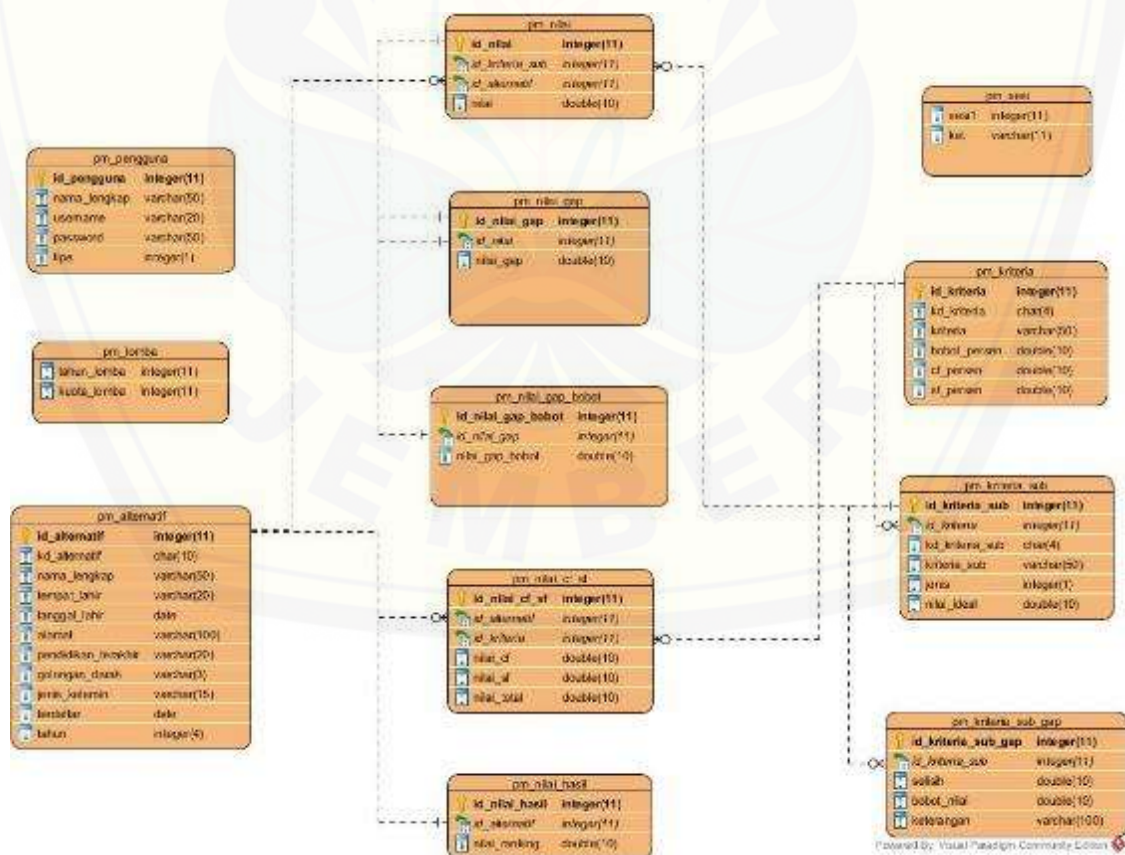 pm_nilai
id_nilai integer(11)
id_kriteria_sub integer(11)
id_alternatif integer(11)
nilai double(10)
ket varchar(11)
pm_pengguna
id_pengguna integer(11)
nama_lengkap varchar(50)
username varchar(20)
password varchar(50)
tipe integer(1)
pm_nilai_gap
id_nilai_gap integer(11)
id_nilai integer(11)
nilai_gap double(10)
pm_kriteria
id_kriteria integer(11)
kd_kriteria char(4)
kriteria varchar(50)
bobot_persen double(10)
cf_persen double(10)
sf_persen double(10)
pm_lomba
tahun_lomba integer(11)
kuota_lomba integer(11)
pm_nilai_gap_bobot
id_nilai_gap_bobot integer(11)
id_nilai_gap integer(11)
nilai_gap_bobot double(10)
JEMBER
pm_kriteria_sub
id_kriteria_sub integer(11)
id_kriteria integer(11)
kd_kriteria_sub char(4)
kriteria_sub varchar(50)
jenis integer(1)
nilai_ideal double(10)
pm_alternatif
id_alternatif integer(11)
kd_alternatif char(10)
nama_lengkap varchar(50)
tempat_lahir varchar(20)
tanggal_lahir date
alamat varchar(100)
pendidikan_terakhir varchar(20)
golongan_darah varchar(3)
jenis_kelamin varchar(15)
terdaftar date
tahun integer(4)
pm_nilai_cf_sf
id_nilai_cf_sf integer(11)
id_alternatif integer(11)
id_kriteria integer(11)
nilai_cf double(10)
nilai_sf double(10)
nilai_total double(10)
pm_kriteria_sub_gap
id_kriteria_sub_gap integer(11)
id_kriteria_sub integer(11)
selisih double(10)
bobot_nilai double(10)
keterangan varchar(100)
pm_nilai_hasil
id_nilai_hasil integer(11)
id_alternatif integer(11)
nilai_ranking double(10)
Powered By Visual Paradigm Community Edition